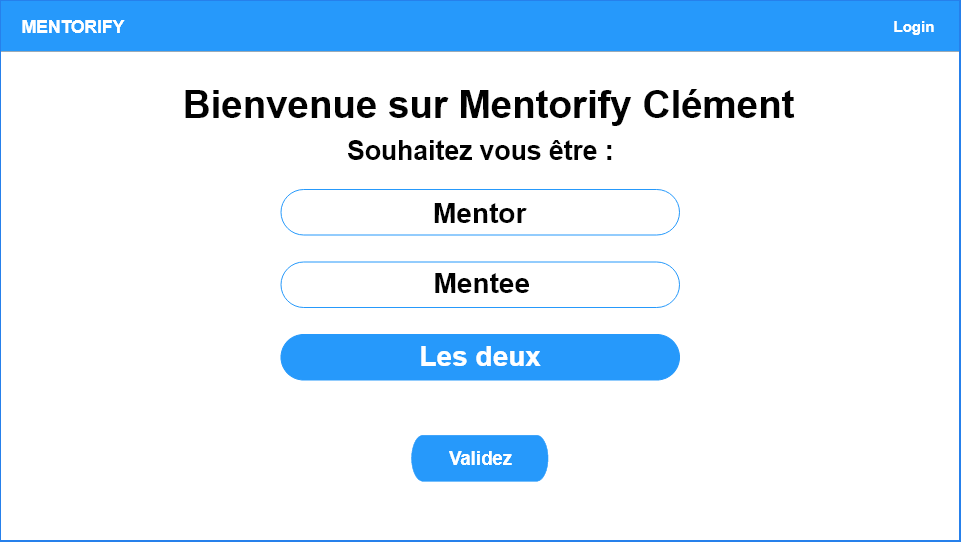 MENTORIFY
Login
Bienvenue sur Mentorify Clément
Souhaitez vous être :
Mentor
Mentee
Les deux
Validez